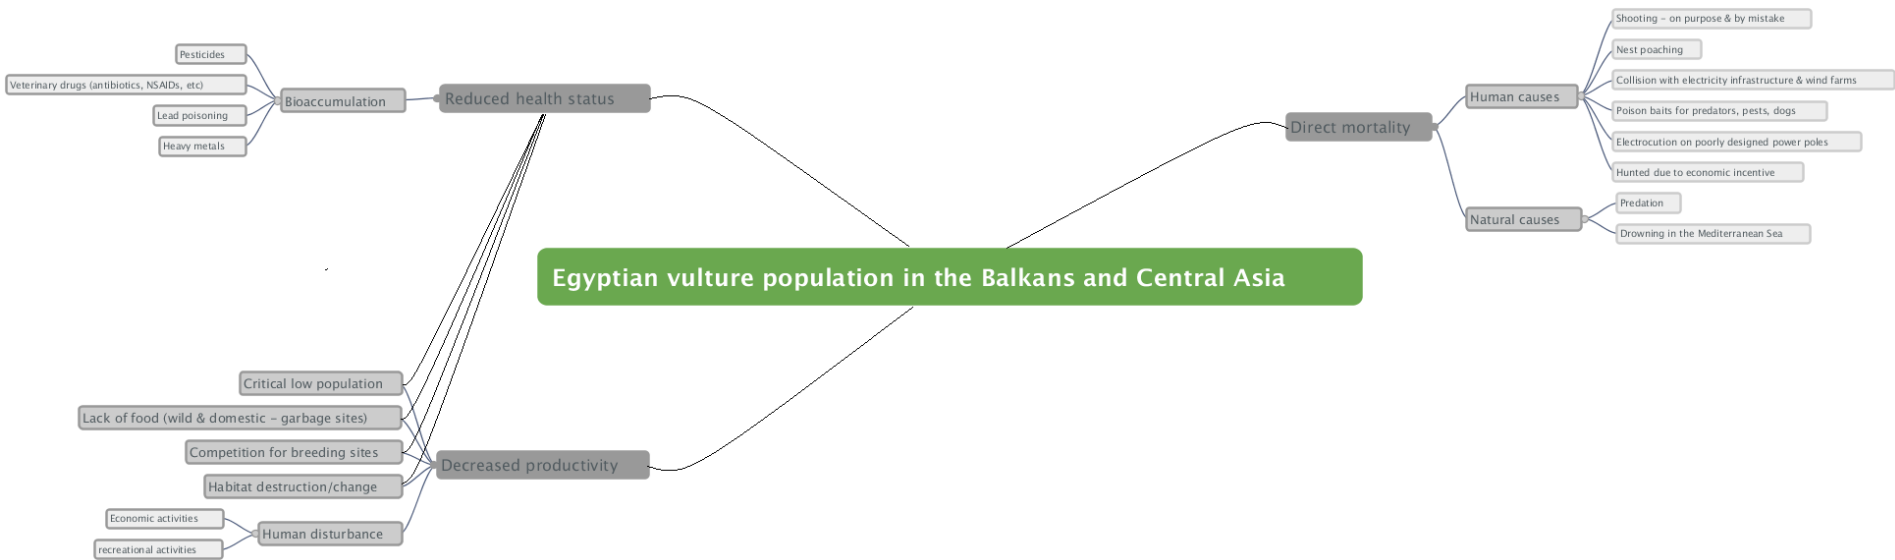 Pesticides
Veterinary drugs (antibiotics, NSAIDs, etc)
Lead poisoning
Heavy metals
Bioaccumulation
Reduced health status
Direct mortality
Human causes
Shooting - on purpose & by mistake
Nest poaching
Collision with electricity infrastructure & wind farms
Poison baits for predators, pests, dogs
Electrocution on poorly designed power poles
Hunted due to economic incentive
Natural causes
Predation
Drowning in the Mediterranean Sea
Egyptian vulture population in the Balkans and Central Asia
Critical low population
Lack of food (wild & domestic - garbage sites)
Competition for breeding sites
Habitat destruction/change
Decreased productivity
Human disturbance
Economic activities
recreational activities